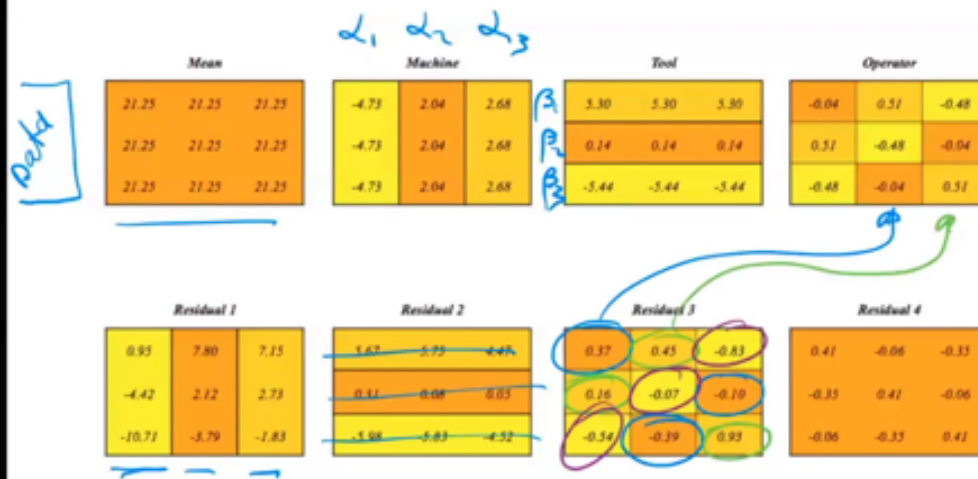 α₁ α₂ α₃
Mean Machine Tool Operator
Data
21.25 21.25 21.25 -4.73 2.04 2.68 β₁ 5.30 5.30 5.30 -0.04 0.51 -0.48
21.25 21.25 21.25 -4.73 2.04 2.68 β₂ 0.14 0.14 0.14 0.51 -0.48 -0.04
21.25 21.25 21.25 -4.73 2.04 2.68 β₃ -5.44 -5.44 -5.44 -0.48 -0.04 0.51
Residual 1 Residual 2 Residual 3 Residual 4
0.95 7.80 7.15 5.67 5.75 4.47 0.37 0.45 -0.83 0.41 -0.06 -0.35
-4.42 2.12 2.73 0.31 0.08 0.05 0.16 -0.07 -0.10 -0.35 0.41 -0.06
-10.71 -3.79 -1.83 -5.98 -5.83 -4.52 -0.54 -0.39 0.93 -0.06 -0.35 0.41